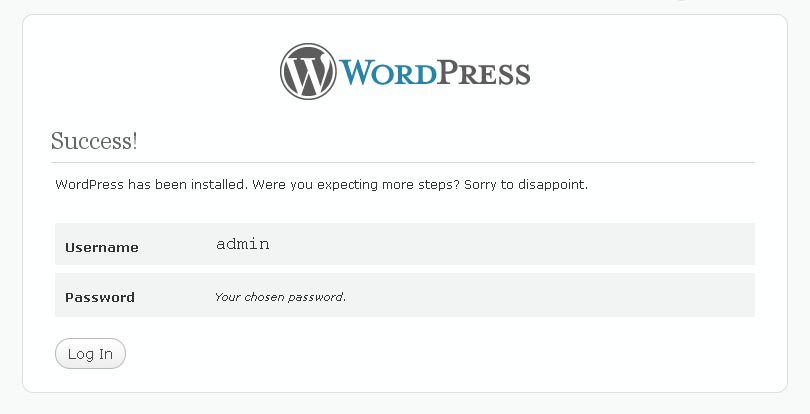 WORDPRESS
Success!
WordPress has been installed. Were you expecting more steps? Sorry to disappoint.
Username admin
Password Your chosen password.
Log In